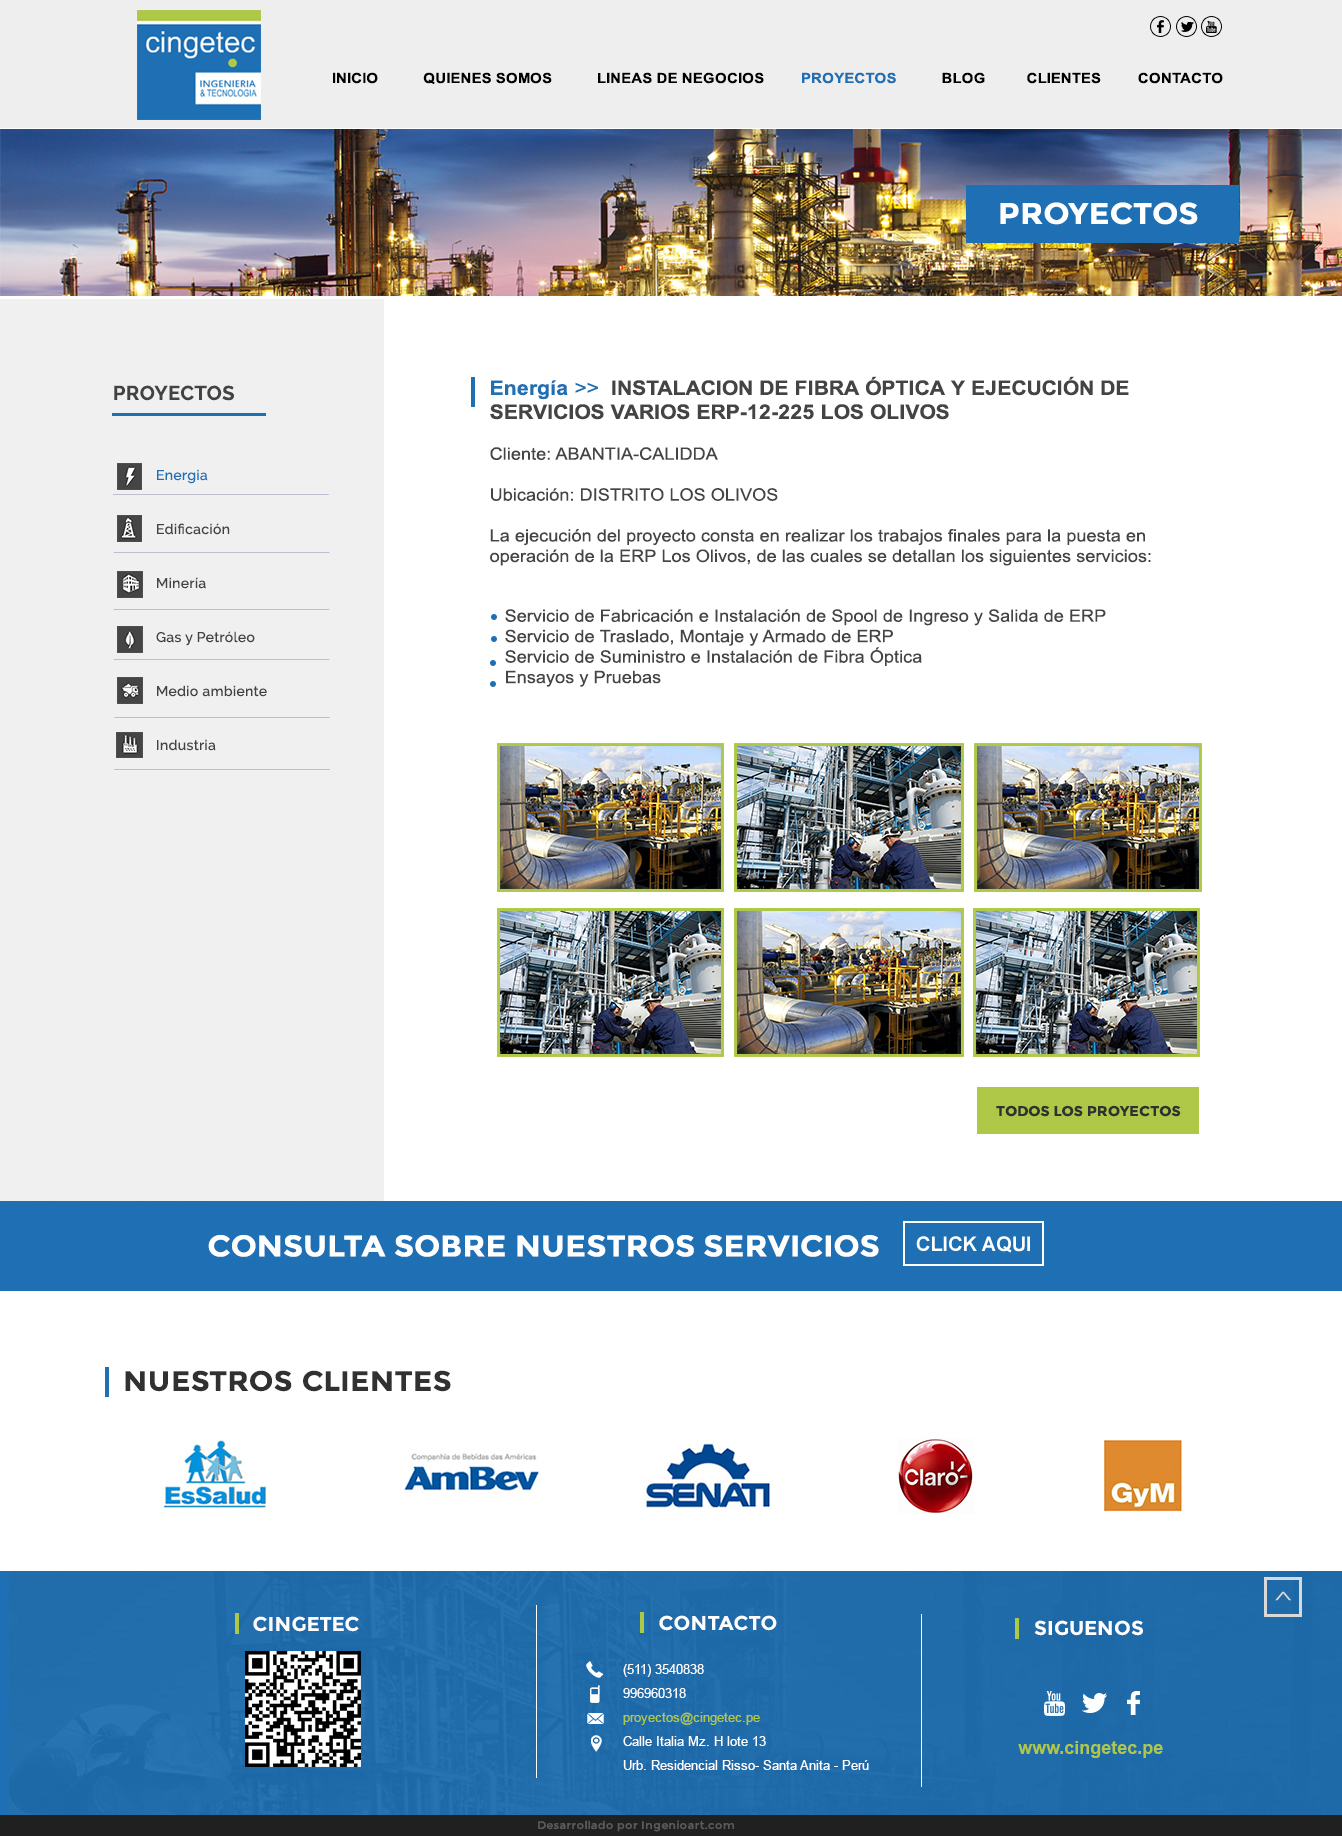 cingetec
INGENIERIA
& TECNOLOGIA
INICIO
QUIENES SOMOS
LINEAS DE NEGOCIOS
PROYECTOS
BLOG
CLIENTES
CONTACTO
PROYECTOS
PROYECTOS
Energia
Edificación
Minería
Gas y Petróleo
Medio ambiente
Industria
Energía >> INSTALACION DE FIBRA ÓPTICA Y EJECUCIÓN DE
SERVICIOS VARIOS ERP-12-225 LOS OLIVOS
Cliente: ABANTIA-CALIDDA
Ubicación: DISTRITO LOS OLIVOS
La ejecución del proyecto consta en realizar los trabajos finales para la puesta en
operación de la ERP Los Olivos, de las cuales se detallan los siguientes servicios:
• Servicio de Fabricación e Instalación de Spool de Ingreso y Salida de ERP
• Servicio de Traslado, Montaje y Armado de ERP
• Servicio de Suministro e Instalación de Fibra Óptica
• Ensayos y Pruebas
TODOS LOS PROYECTOS
CONSULTA SOBRE NUESTROS SERVICIOS
CLICK AQUI
NUESTROS CLIENTES
EsSalud
Companhia de Bebidas das Américas
AmBev
SENATI
Claro
GyM
CINGETEC
CONTACTO
(511) 3540838
996960318
proyectos@cingetec.pe
Calle Italia Mz. H lote 13
Urb. Residencial Risso- Santa Anita - Perú
SIGUENOS
You
Tube
www.cingetec.pe
Desarrollado por Ingenioart.com